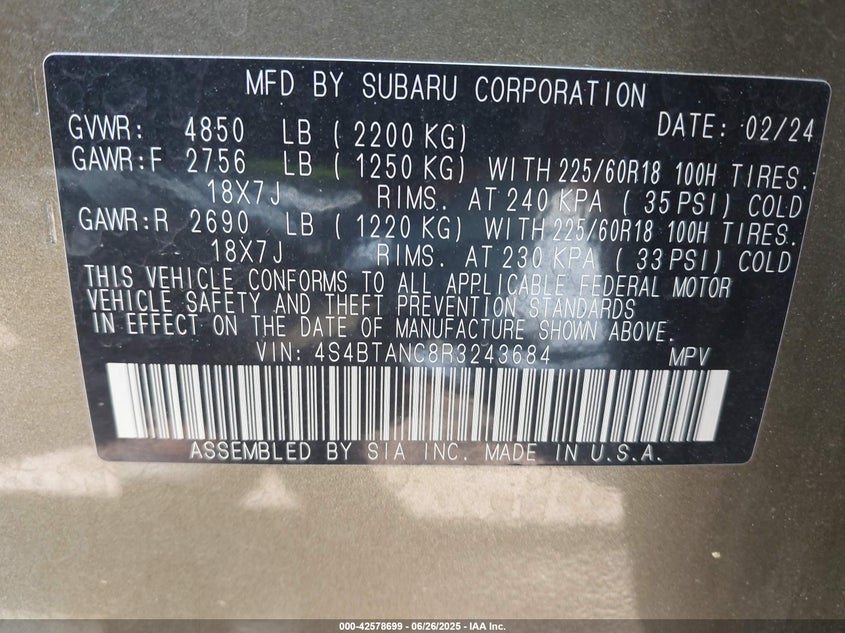 MFD BY SUBARU CORPORATION
GVWR: 4850 LB ( 2200 KG) DATE: 02/24
GAWR:F 2756 LB ( 1250 KG) WITH 225/60R18 100H TIRES.
18X7J RIMS. AT 240 KPA ( 35 PSI) COLD
GAWR:R 2690 LB ( 1220 KG) WITH 225/60R18 100H TIRES.
18X7J RIMS. AT 230 KPA ( 33 PSI) COLD
THIS VEHICLE CONFORMS TO ALL APPLICABLE FEDERAL MOTOR
VEHICLE SAFETY AND THEFT PREVENTION STANDARDS
IN EFFECT ON THE DATE OF MANUFACTURE SHOWN ABOVE.
VIN: 4S4BTANC8R3243684 MPV
ASSEMBLED BY SIA INC. MADE IN U.S.A.
000-42578699 - 06/26/2025 - IAA Inc.